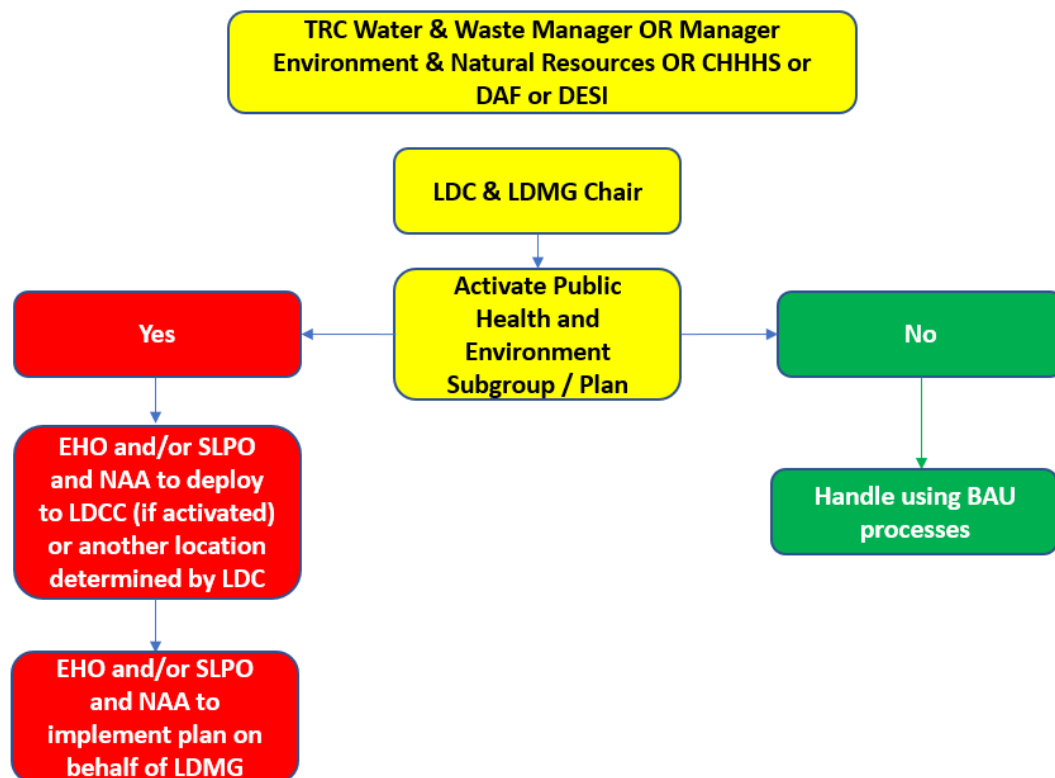 TRC Water & Waste Manager OR Manager
Environment & Natural Resources OR CHHHS or
DAF or DESI
LDC & LDMG Chair
Activate Public
Health and
Environment
Subgroup / Plan
Yes
No
EHO and/or SLPO
and NAA to deploy
to LDCC (if activated)
or another location
determined by LDC
Handle using BAU
processes
EHO and/or SLPO
and NAA to
implement plan on
behalf of LDMG